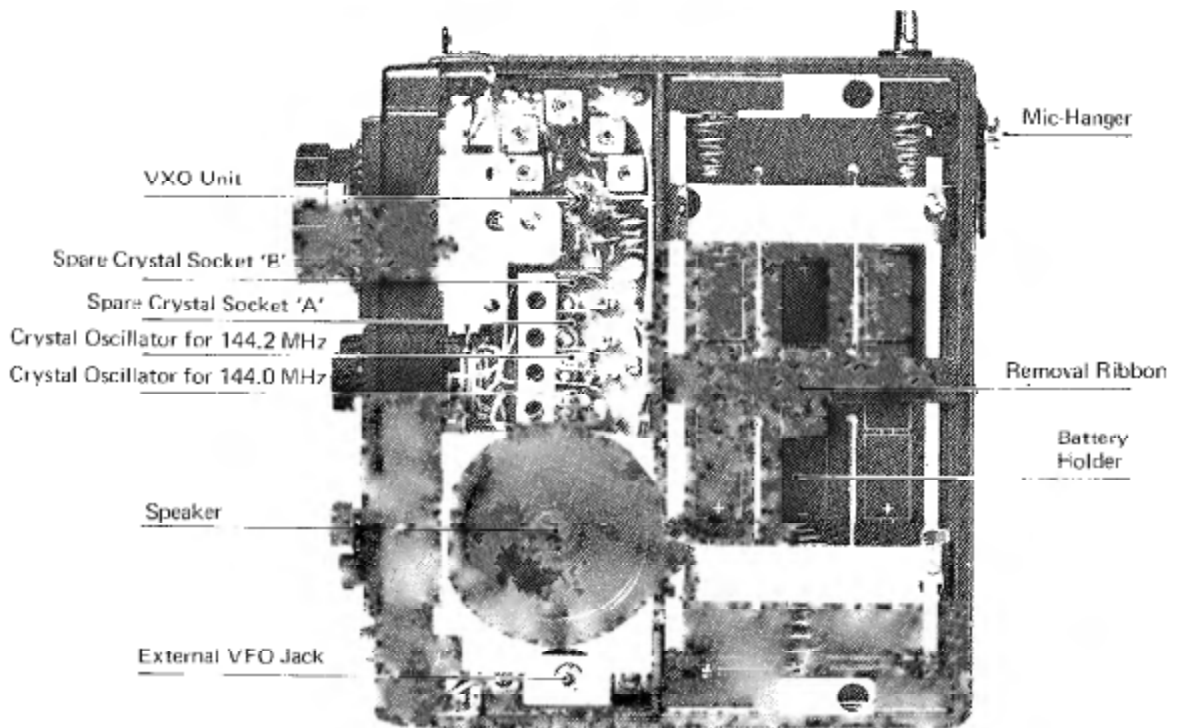 Mic-Hanger
VXO Unit
Spare Crystal Socket 'B'
Spare Crystal Socket 'A'
Crystal Oscillator for 144.2 MHz
Crystal Oscillator for 144.0 MHz
Removal Ribbon
Battery
Holder
Speaker
External VFO Jack